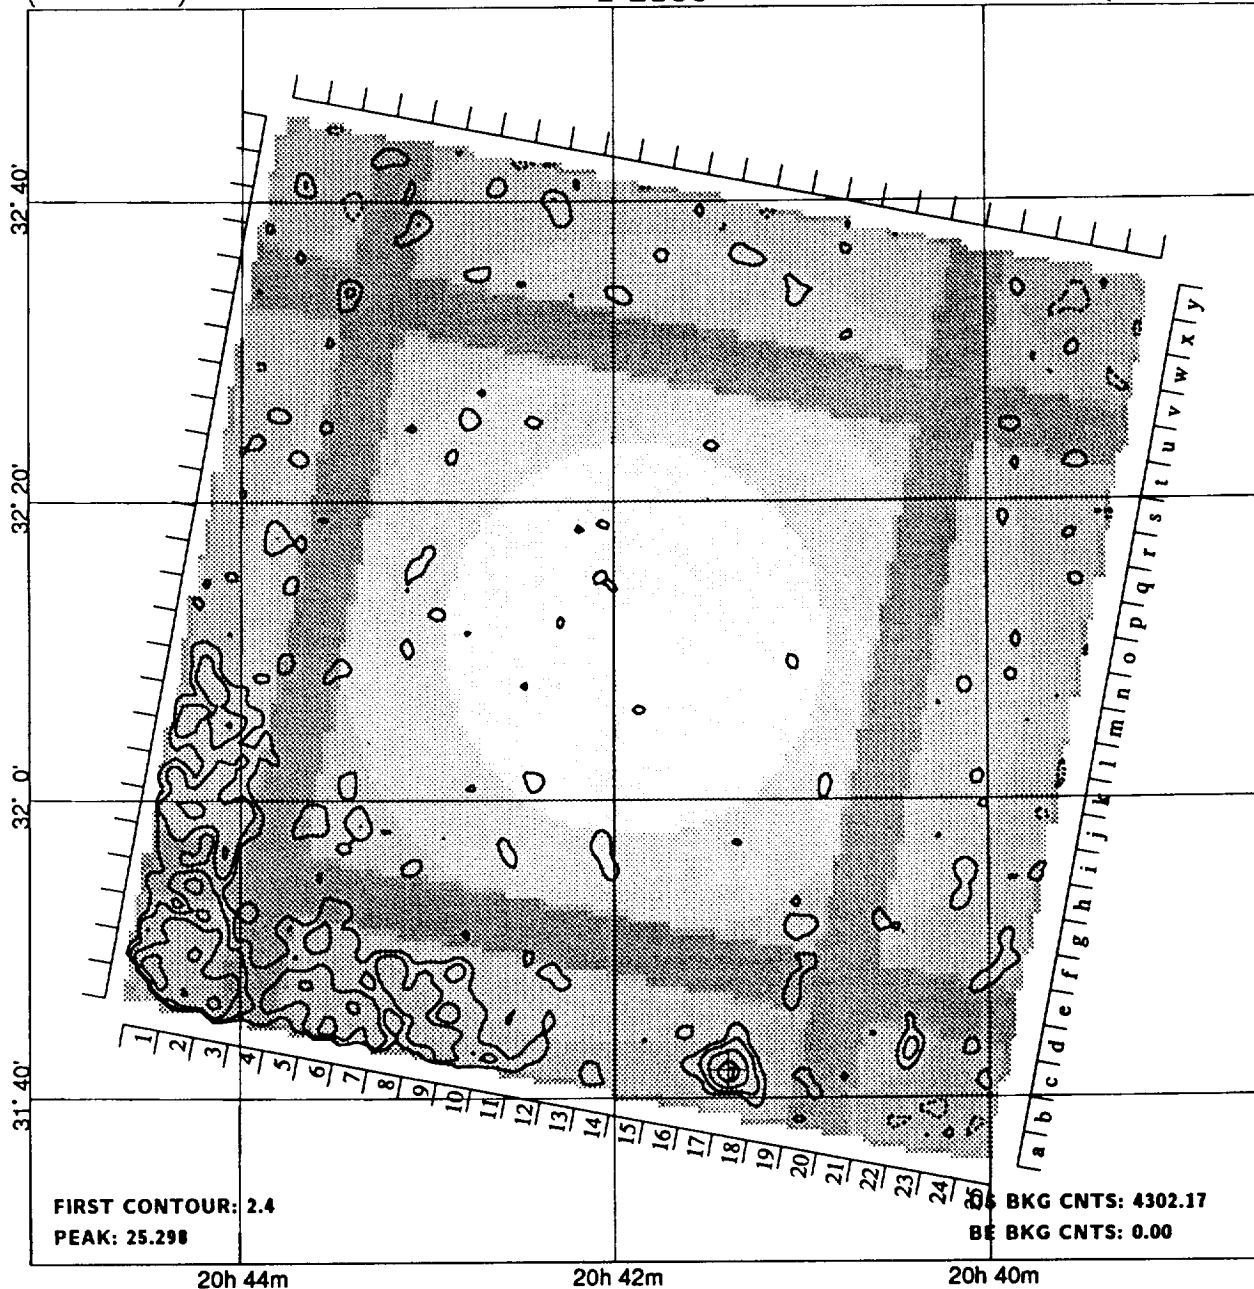 32° 40'
32° 20'
32° 0'
31° 40'
a b c d e f g h i j k l m n o p q r s t u v w x y
1 2 3 4 5 6 7 8 9 10 11 12 13 14 15 16 17 18 19 20 21 22 23 24 25
FIRST CONTOUR: 2.4
PEAK: 25.298
BKG CNTS: 4302.17
BE BKG CNTS: 0.00
20h 44m
20h 42m
20h 40m